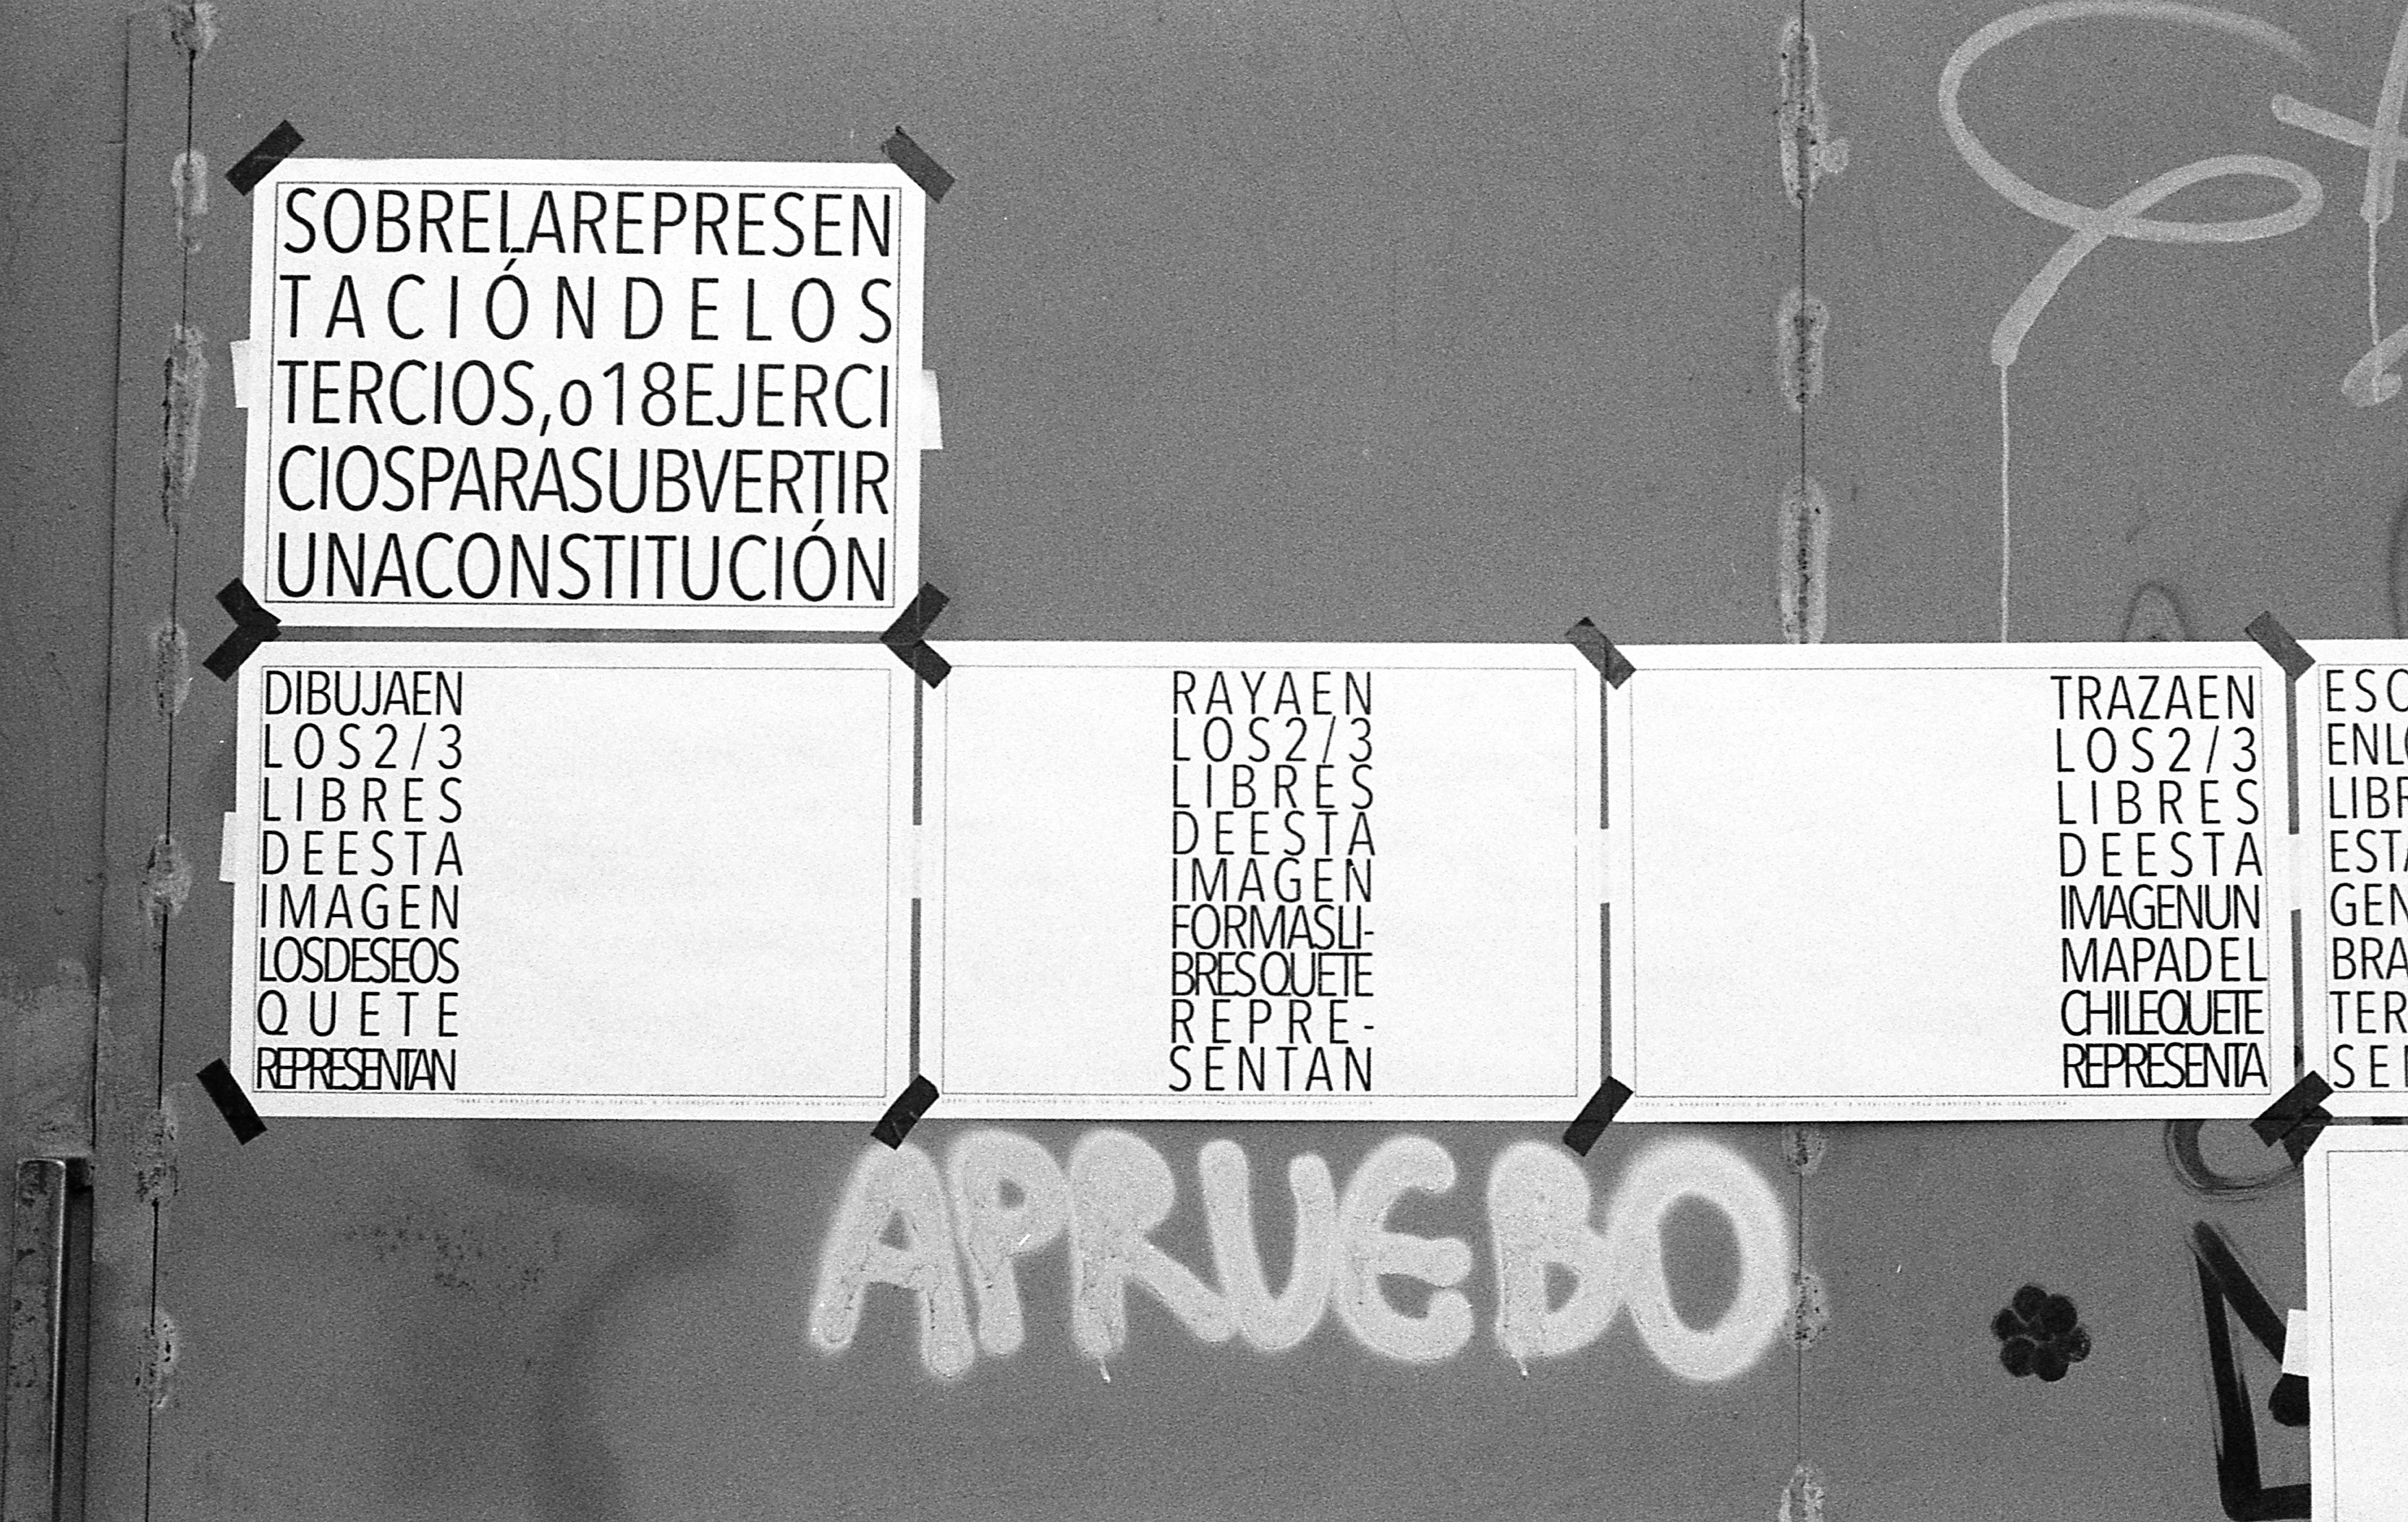 SOBRELAREPRESEN
TACIÓNDELOS
TERCIOS,o18EJERCI
CIOSPARASUBVERTIR
UNACONSTITUCIÓN
DIBUJAEN
LOS2/3
LIBRES
DEESTA
IMAGEN
LOSDESEOS
QUETE
REPRESENTAN
RAYAEN
LOS2/3
LIBRES
DEESTA
IMAGEN
FORMASLI-
BRESQUETE
REPRE-
SENTAN
TRAZAEN
LOS2/3
LIBRES
DEESTA
IMAGENUN
MAPADEL
CHILEQUETE
REPRESENTA
APRUEBO